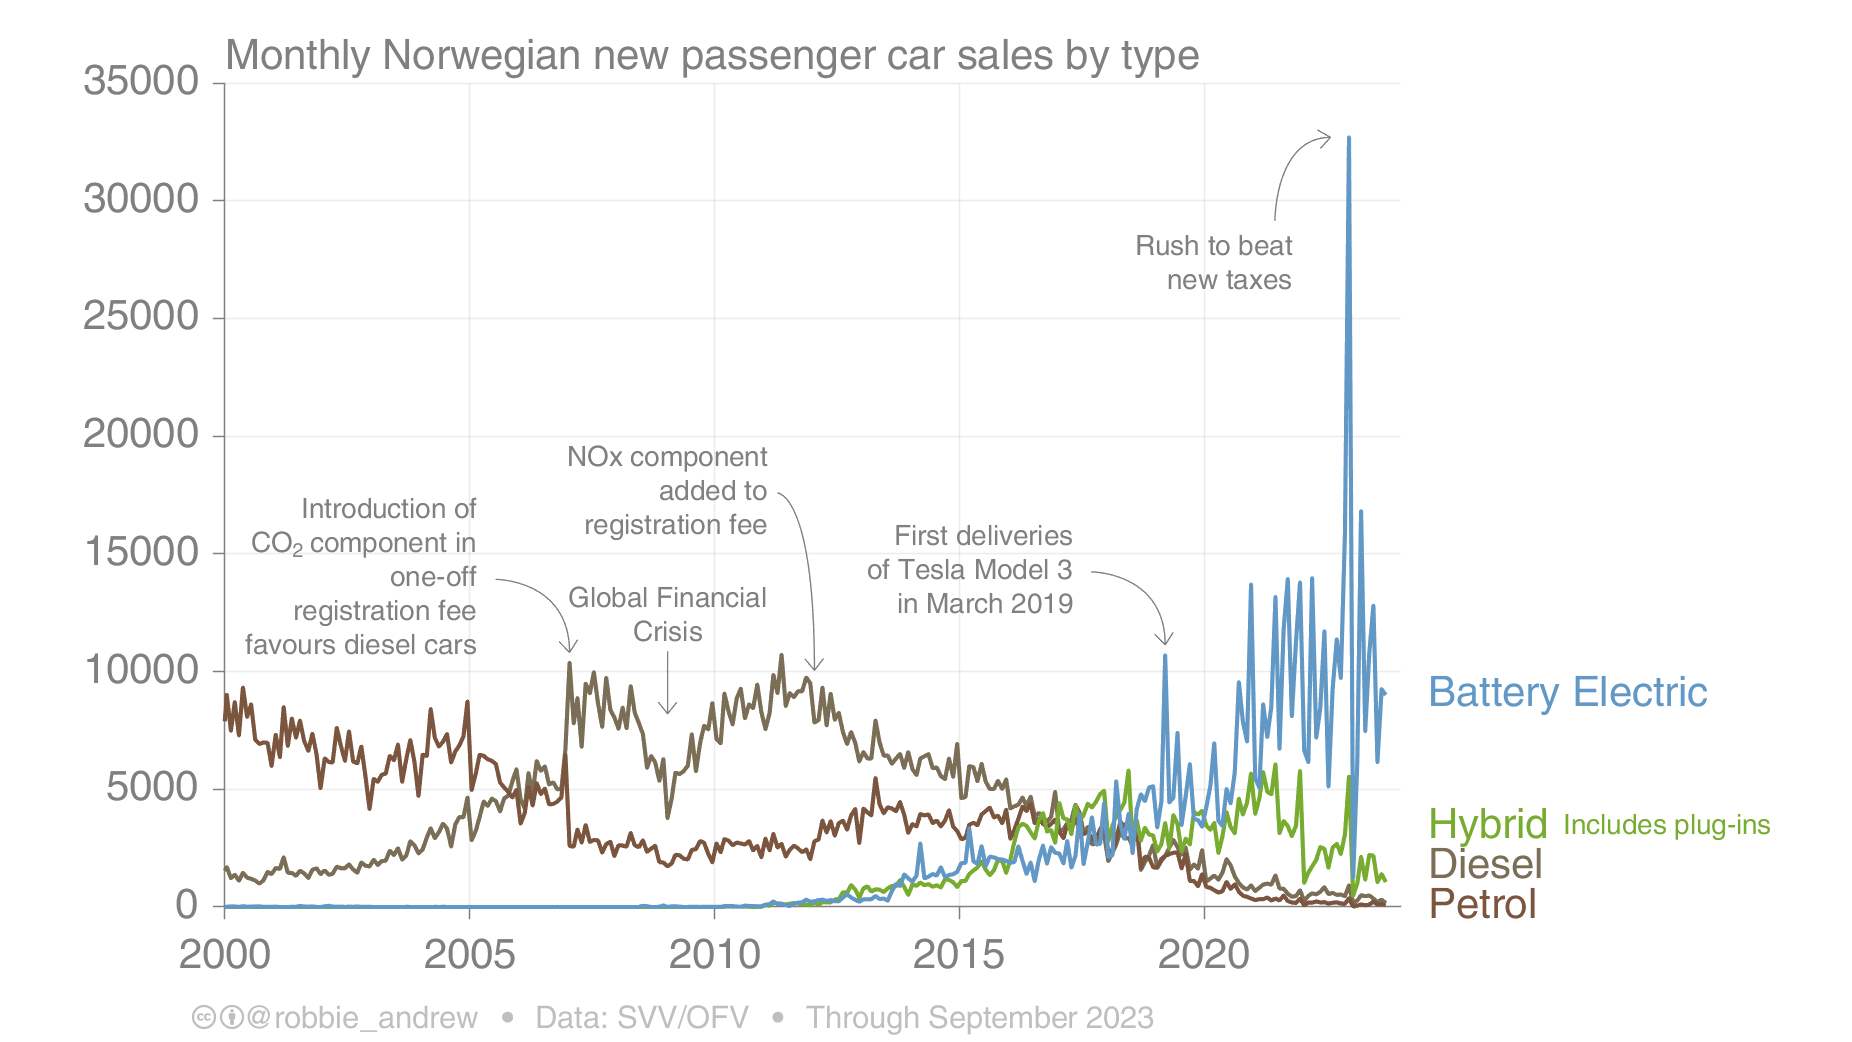 Monthly Norwegian new passenger car sales by type
35000
30000
25000
20000
15000
10000
5000
0
Rush to beat
new taxes
NOx component
added to
registration fee
Introduction of
CO₂ component in
one-off
registration fee
favours diesel cars
Global Financial
Crisis
First deliveries
of Tesla Model 3
in March 2019
Battery Electric
Hybrid Includes plug-ins
Diesel
Petrol
2000 2005 2010 2015 2020
cc @robbie_andrew • Data: SVV/OFV • Through September 2023